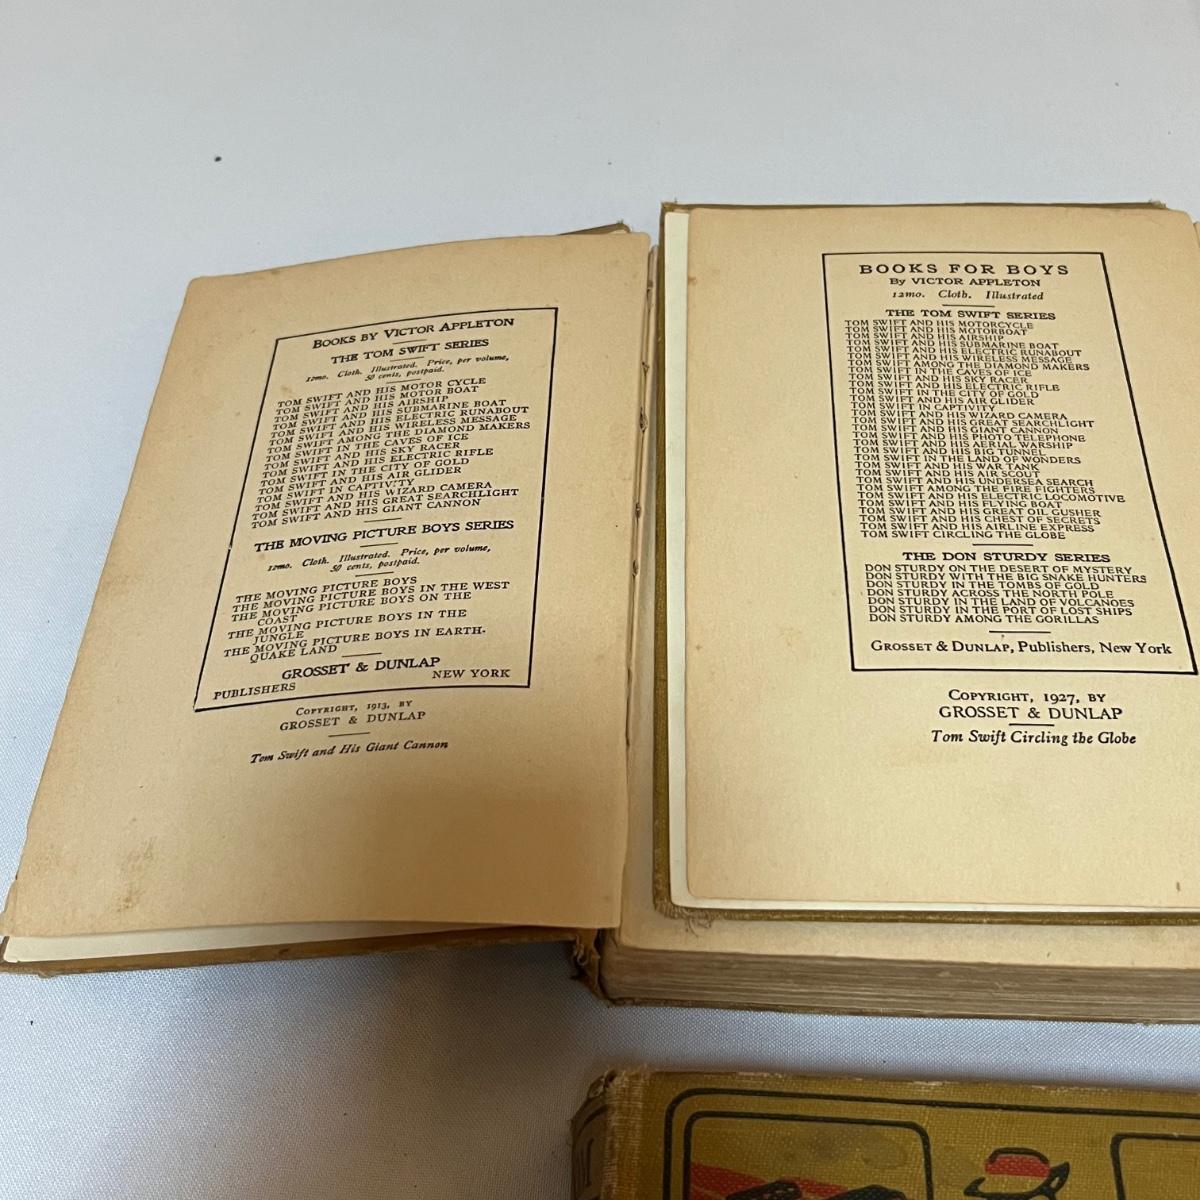 BOOKS BY VICTOR APPLETON
THE TOM SWIFT SERIES
12mo. Cloth. Illustrated. Price, per volume,
50 cents, postpaid.
TOM SWIFT AND HIS MOTOR CYCLE
TOM SWIFT AND HIS MOTOR BOAT
TOM SWIFT AND HIS AIRSHIP
TOM SWIFT AND HIS SUBMARINE BOAT
TOM SWIFT AND HIS ELECTRIC RUNABOUT
TOM SWIFT AND HIS WIRELESS MESSAGE
TOM SWIFT AMONG THE DIAMOND MAKERS
TOM SWIFT IN THE CAVES OF ICE
TOM SWIFT AND HIS SKY RACER
TOM SWIFT AND HIS ELECTRIC RIFLE
TOM SWIFT IN THE CITY OF GOLD
TOM SWIFT AND HIS AIR GLIDER
TOM SWIFT IN CAPTIVITY
TOM SWIFT AND HIS WIZARD CAMERA
TOM SWIFT AND HIS GREAT SEARCHLIGHT
TOM SWIFT AND HIS GIANT CANNON
THE MOVING PICTURE BOYS SERIES
12mo. Cloth. Illustrated. Price, per volume,
50 cents, postpaid.
THE MOVING PICTURE BOYS
THE MOVING PICTURE BOYS IN THE WEST
THE MOVING PICTURE BOYS ON THE
COAST
THE MOVING PICTURE BOYS IN THE
JUNGLE
THE MOVING PICTURE BOYS IN EARTH-
QUAKE LAND
GROSSET & DUNLAP
PUBLISHERS NEW YORK
COPYRIGHT, 1913, BY
GROSSET & DUNLAP
Tom Swift and His Giant Cannon
BOOKS FOR BOYS
By VICTOR APPLETON
12mo. Cloth. Illustrated
THE TOM SWIFT SERIES
TOM SWIFT AND HIS MOTORCYCLE
TOM SWIFT AND HIS MOTORBOAT
TOM SWIFT AND HIS AIRSHIP
TOM SWIFT AND HIS SUBMARINE BOAT
TOM SWIFT AND HIS ELECTRIC RUNABOUT
TOM SWIFT AND HIS WIRELESS MESSAGE
TOM SWIFT AMONG THE DIAMOND MAKERS
TOM SWIFT IN THE CAVES OF ICE
TOM SWIFT AND HIS SKY RACER
TOM SWIFT AND HIS ELECTRIC RIFLE
TOM SWIFT IN THE CITY OF GOLD
TOM SWIFT AND HIS AIR GLIDER
TOM SWIFT IN CAPTIVITY
TOM SWIFT AND HIS WIZARD CAMERA
TOM SWIFT AND HIS GREAT SEARCHLIGHT
TOM SWIFT AND HIS GIANT CANNON
TOM SWIFT AND HIS PHOTO TELEPHONE
TOM SWIFT AND HIS AERIAL WARSHIP
TOM SWIFT AND HIS BIG TUNNEL
TOM SWIFT IN THE LAND OF WONDERS
TOM SWIFT AND HIS WAR TANK
TOM SWIFT AND HIS AIR SCOUT
TOM SWIFT AND HIS UNDERSEA SEARCH
TOM SWIFT AMONG THE FIRE FIGHTERS
TOM SWIFT AND HIS ELECTRIC LOCOMOTIVE
TOM SWIFT AND HIS FLYING BOAT
TOM SWIFT AND HIS GREAT OIL GUSHER
TOM SWIFT AND HIS CHEST OF SECRETS
TOM SWIFT AND HIS AIRLINE EXPRESS
TOM SWIFT CIRCLING THE GLOBE
THE DON STURDY SERIES
DON STURDY ON THE DESERT OF MYSTERY
DON STURDY WITH THE BIG SNAKE HUNTERS
DON STURDY IN THE TOMBS OF GOLD
DON STURDY ACROSS THE NORTH POLE
DON STURDY IN THE LAND OF VOLCANOES
DON STURDY IN THE PORT OF LOST SHIPS
DON STURDY AMONG THE GORILLAS
GROSSET & DUNLAP, Publishers, New York
COPYRIGHT, 1927, BY
GROSSET & DUNLAP
Tom Swift Circling the Globe